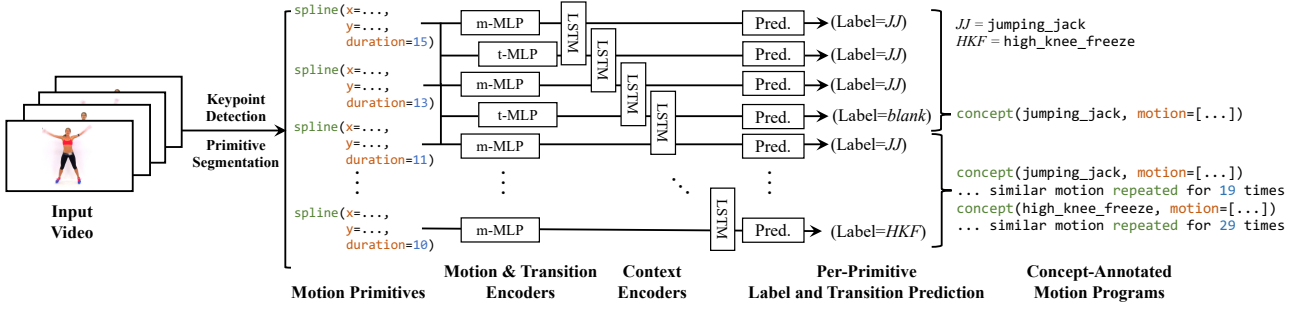 Input
Video
Keypoint
Detection
Primitive
Segmentation
spline(x=...,
y=...,
duration=15)
spline(x=...,
y=...,
duration=13)
spline(x=...,
y=...,
duration=11)
spline(x=...,
y=...,
duration=10)
Motion Primitives
m-MLP
t-MLP
m-MLP
t-MLP
m-MLP
m-MLP
Motion & Transition
Encoders
LSTM
LSTM
LSTM
LSTM
LSTM
Context
Encoders
Pred.
Pred.
Pred.
Pred.
Pred.
Pred.
(Label=JJ)
(Label=JJ)
(Label=JJ)
(Label=blank)
(Label=JJ)
(Label=HKF)
Per-Primitive
Label and Transition Prediction
JJ = jumping_jack
HKF = high_knee_freeze
concept(jumping_jack, motion=[...])
concept(jumping_jack, motion=[...])
... similar motion repeated for 19 times
concept(high_knee_freeze, motion=[...])
... similar motion repeated for 29 times
Concept-Annotated
Motion Programs